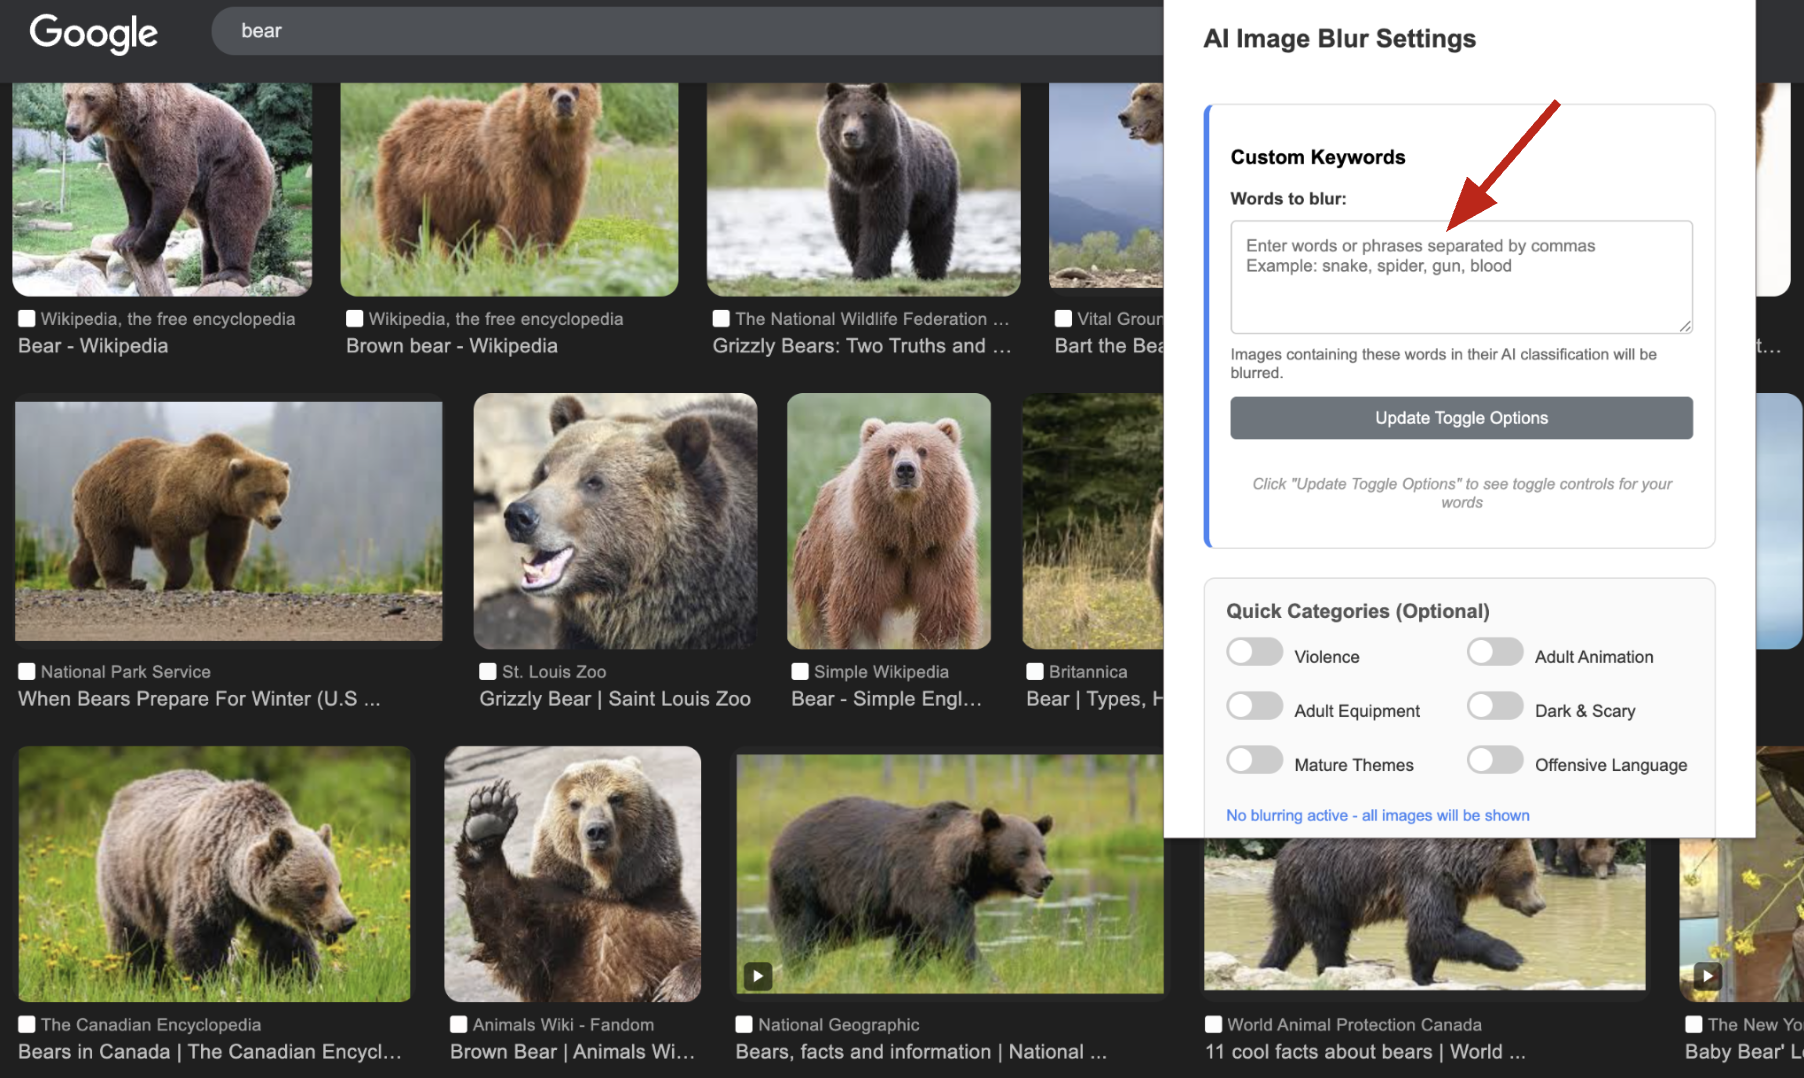 Google
bear
AI Image Blur Settings
Custom Keywords
Words to blur:
Enter words or phrases separated by commas
Example: snake, spider, gun, blood
Images containing these words in their AI classification will be
blurred.
Update Toggle Options
Click "Update Toggle Options" to see toggle controls for your
words
Quick Categories (Optional)
Violence
Adult Animation
Adult Equipment
Dark & Scary
Mature Themes
Offensive Language
No blurring active - all images will be shown
Wikipedia, the free encyclopedia
Bear - Wikipedia
Wikipedia, the free encyclopedia
Brown bear - Wikipedia
The National Wildlife Federation ...
Grizzly Bears: Two Truths and ...
Vital Groun
Bart the Bea
t...
National Park Service
When Bears Prepare For Winter (U.S ...
St. Louis Zoo
Grizzly Bear | Saint Louis Zoo
Simple Wikipedia
Bear - Simple Engl...
Britannica
Bear | Types, H
The Canadian Encyclopedia
Bears in Canada | The Canadian Encycl...
Animals Wiki - Fandom
Brown Bear | Animals Wi...
National Geographic
Bears, facts and information | National ...
World Animal Protection Canada
11 cool facts about bears | World ...
The New Yo
Baby Bear' L